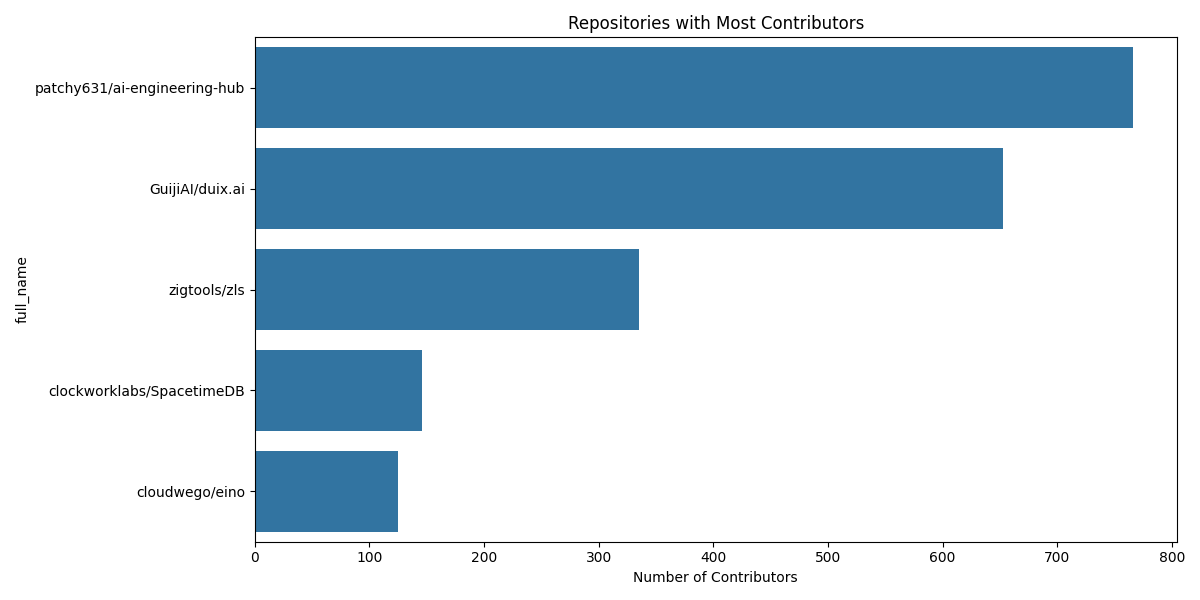 Repositories with Most Contributors
patchy631/ai-engineering-hub
GuijiAI/duix.ai
zigtools/zls
clockworklabs/SpacetimeDB
cloudwego/eino
full_name
0 100 200 300 400 500 600 700 800
Number of Contributors